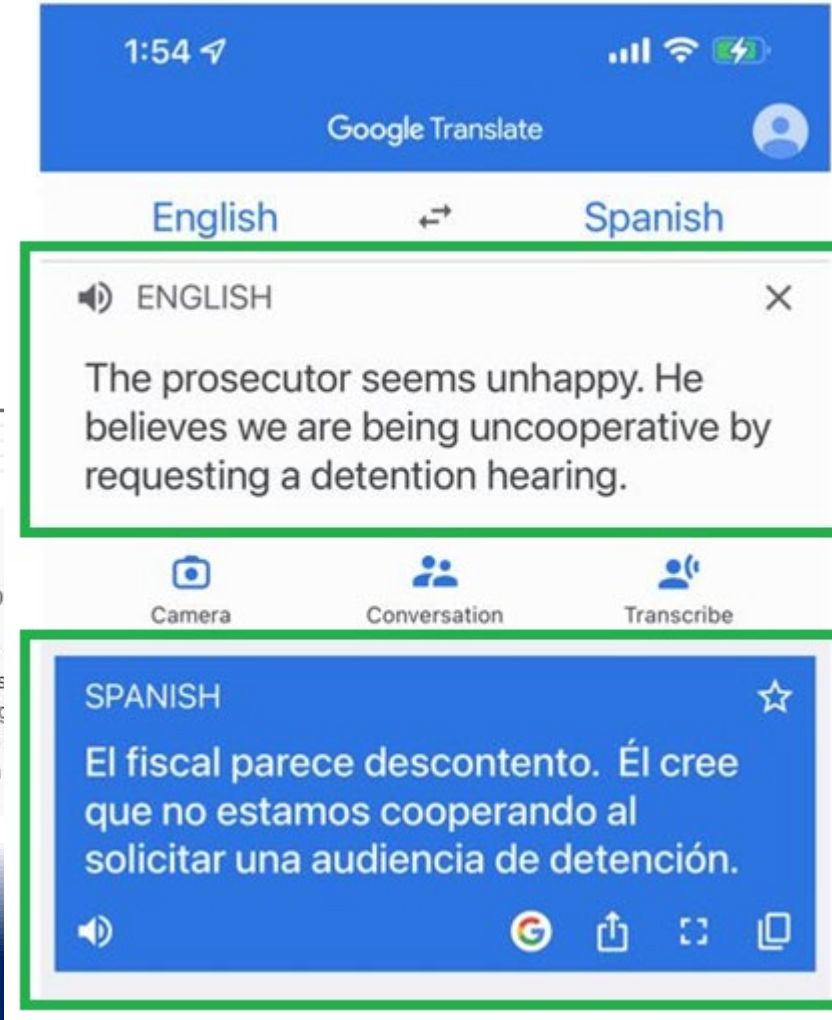 1:54
Google Translate
English Spanish
ENGLISH
The prosecutor seems unhappy. He
believes we are being uncooperative by
requesting a detention hearing.
Camera Conversation Transcribe
SPANISH
El fiscal parece descontento. Él cree
que no estamos cooperando al
solicitar una audiencia de detención.